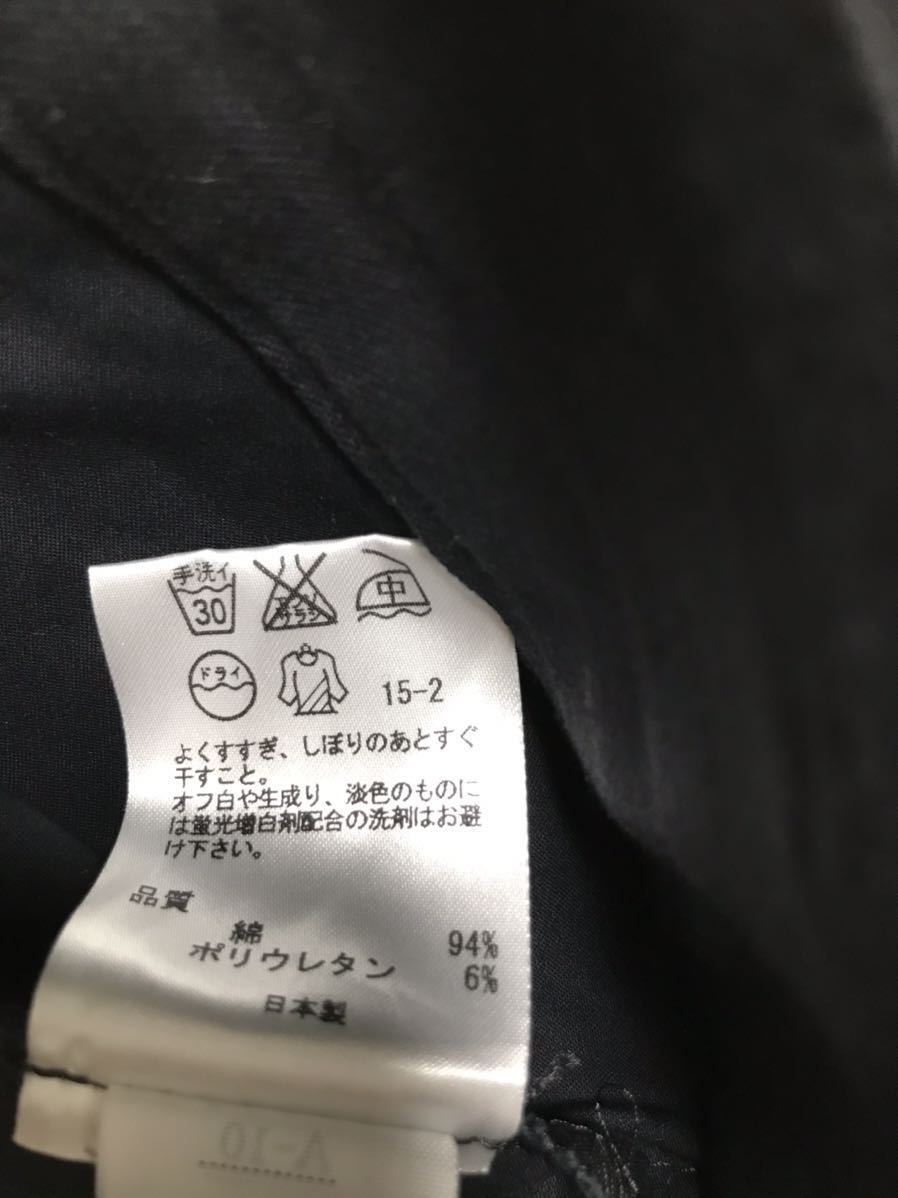 手洗イ
30
エンソ
サラシ
中
ドライ
15-2
よくすすぎ、しぼりのあとすぐ
干すこと。
オフ白や生成り、淡色のものに
は蛍光増白剤配合の洗剤はお避
け下さい。
品質
綿 94%
ポリウレタン 6%
日本製
A-10